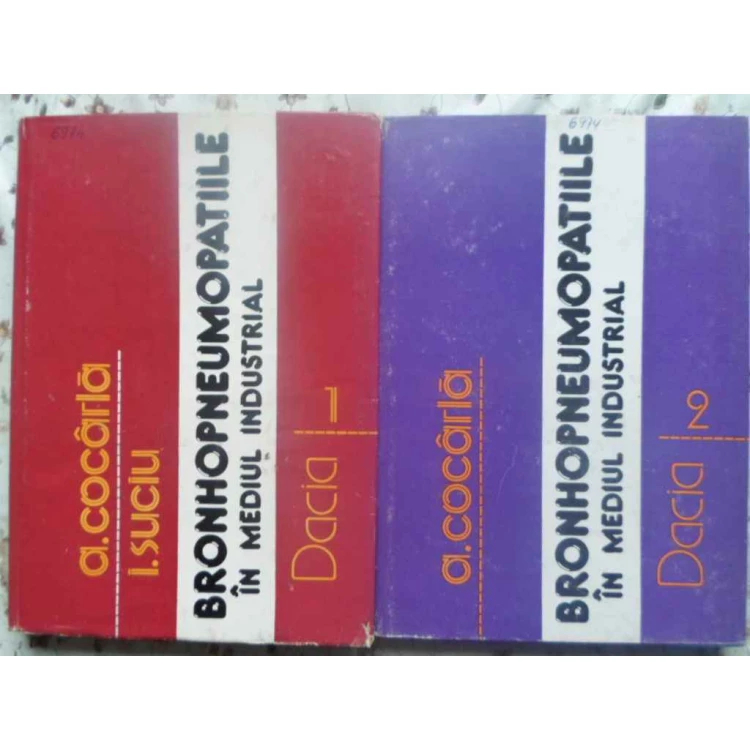 6974
a.cocârlă
i.suciu
BRONHOPNEUMOPATIILE
ÎN MEDIUL INDUSTRIAL
Dacia 1
6974
a.cocârlă
BRONHOPNEUMOPATIILE
ÎN MEDIUL INDUSTRIAL
Dacia 2